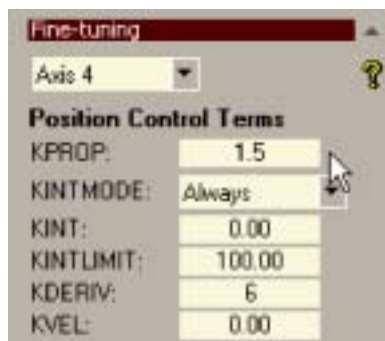 Fine-tuning
Axis 4
Position Control Terms
KPROP: 1.5
KINTMODE: Always
KINT: 0.00
KINTLIMIT: 100.00
KDERIV: 6
KVEL: 0.00